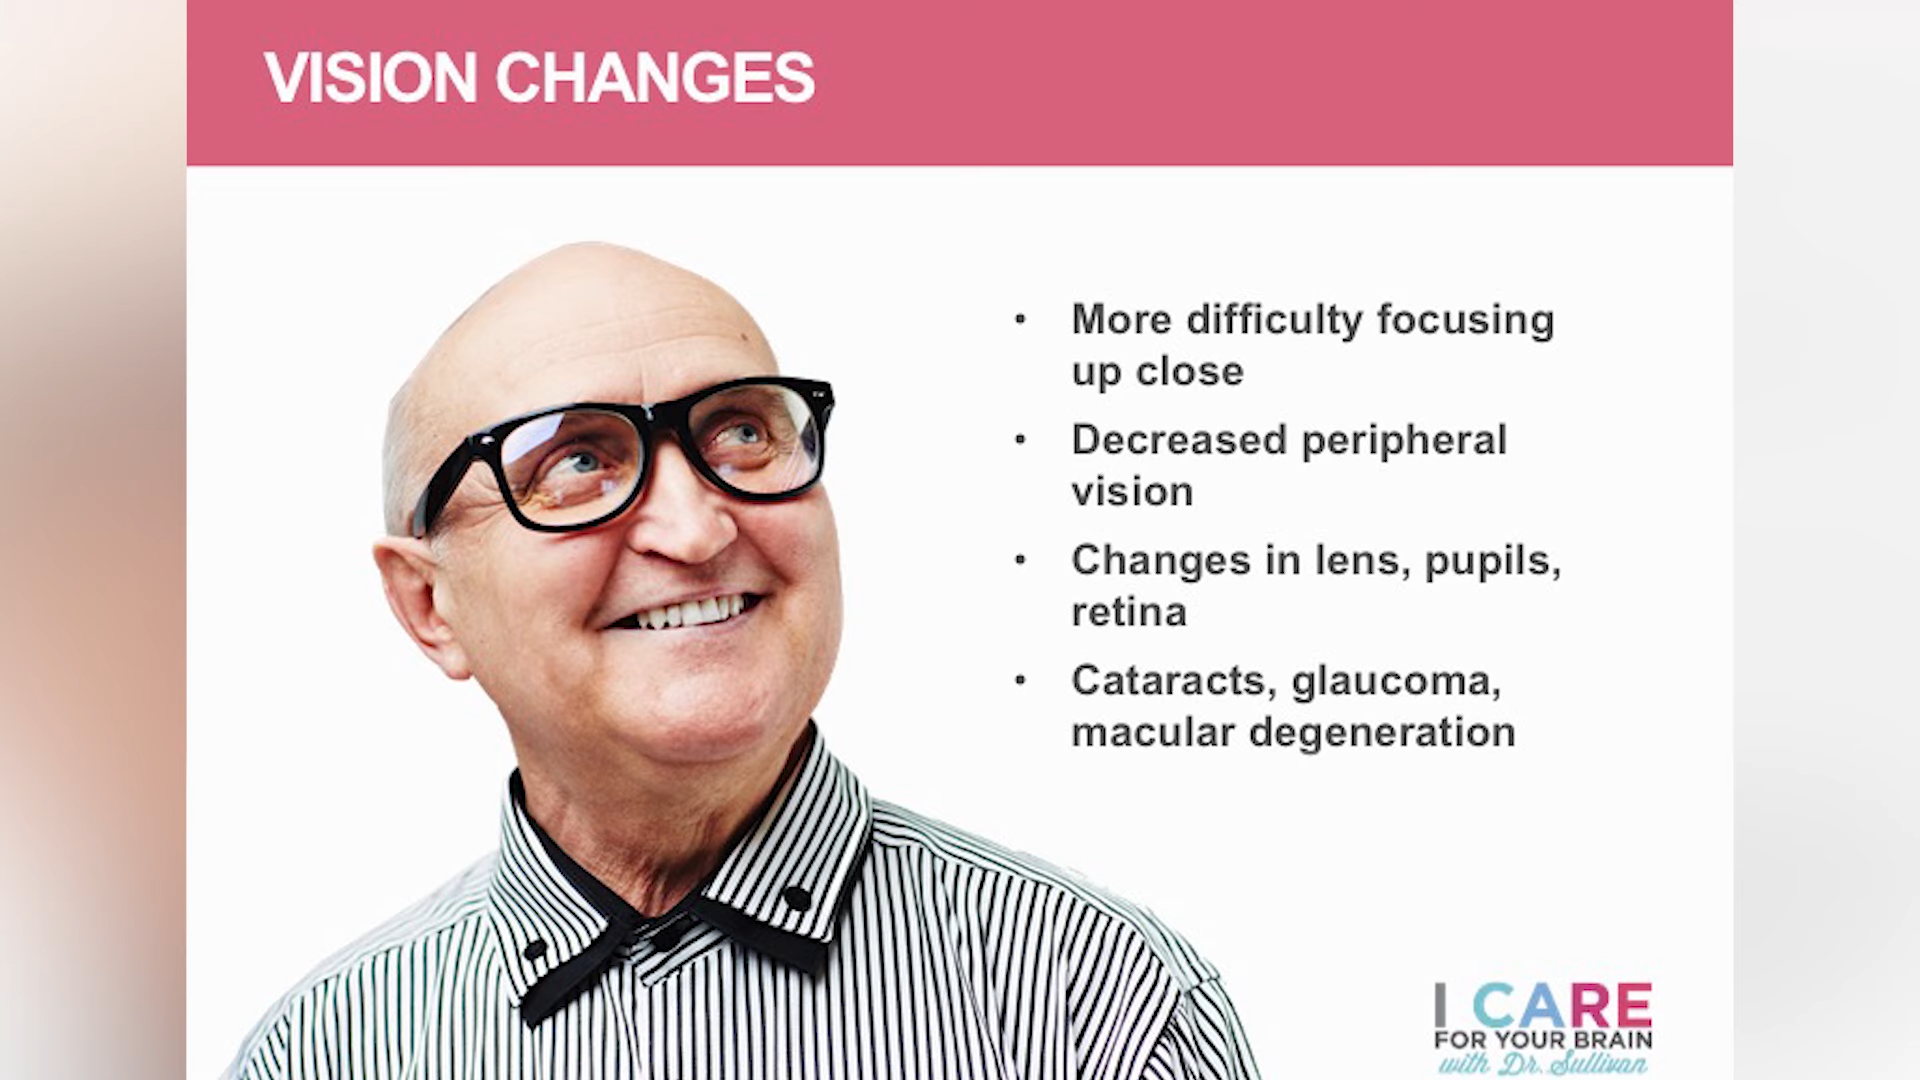 VISION CHANGES
• More difficulty focusing
up close
• Decreased peripheral
vision
• Changes in lens, pupils,
retina
• Cataracts, glaucoma,
macular degeneration
I CARE
FOR YOUR BRAIN
with Dr. Sullivan